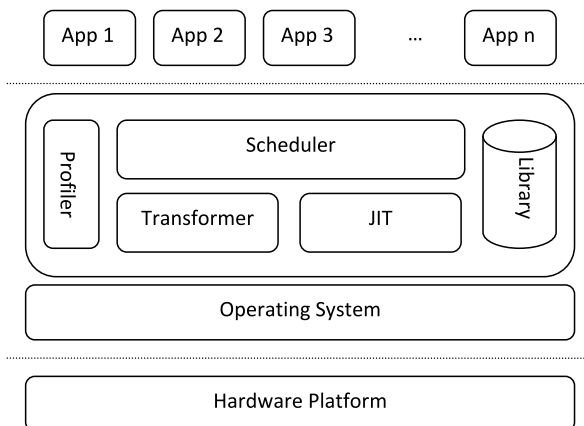 App 1 App 2 App 3 ... App n
Profiler
Scheduler
Library
Transformer JIT
Operating System
Hardware Platform